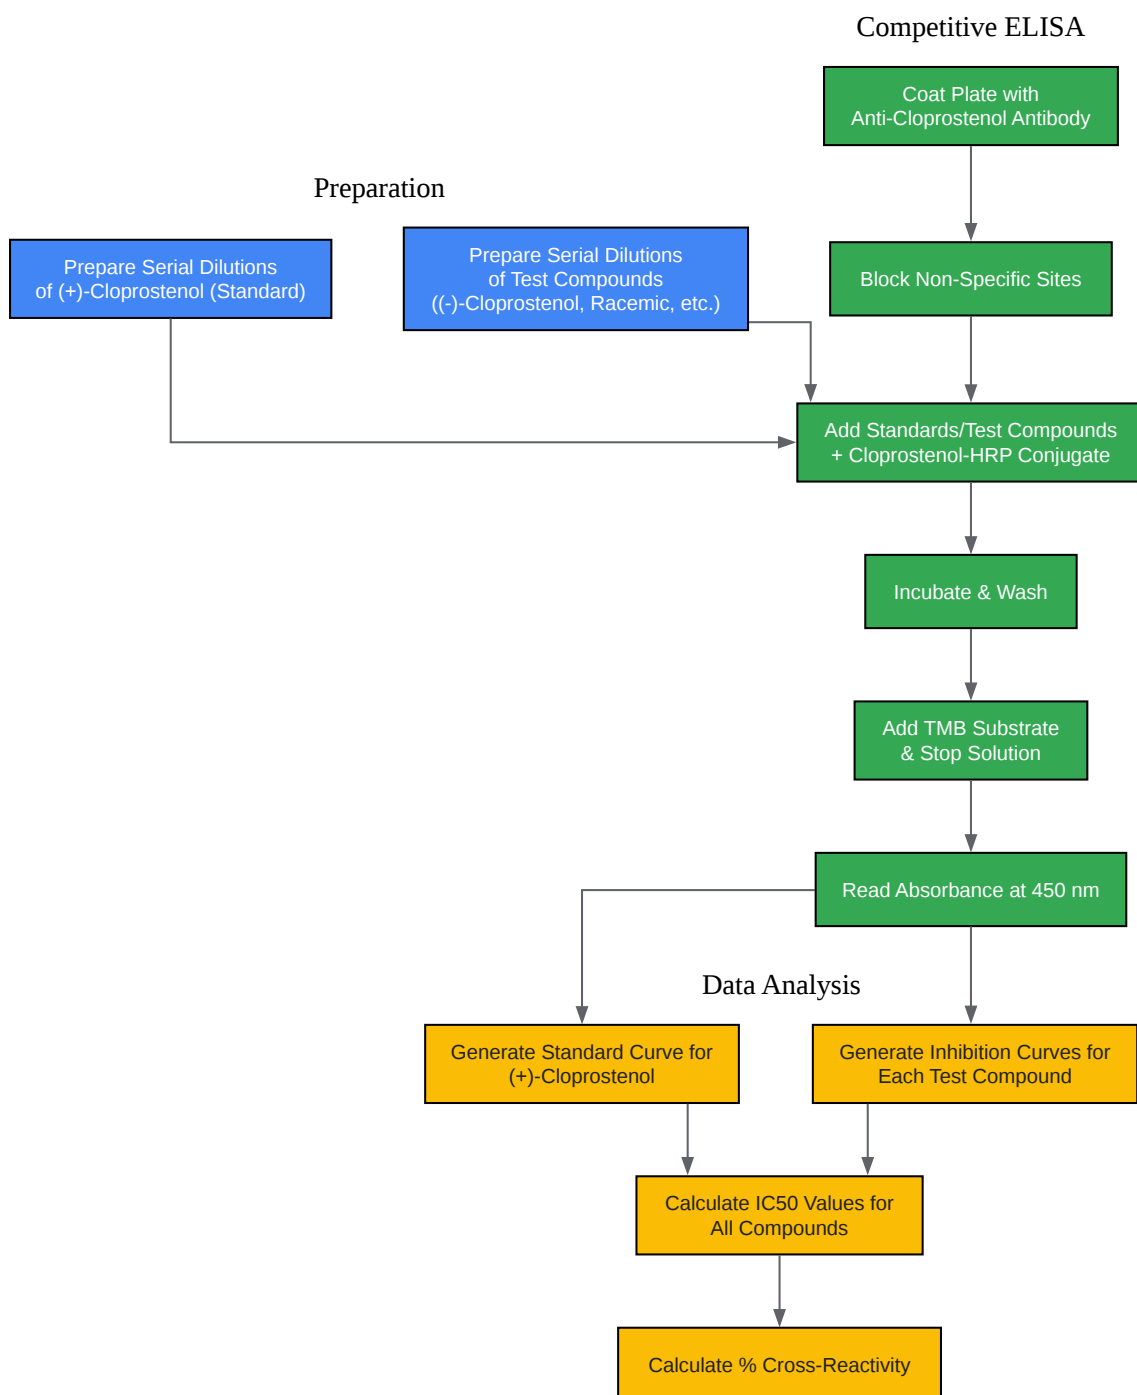 Competitive ELISA
Coat Plate with
Anti-Cloprostenol Antibody
Preparation
Prepare Serial Dilutions
of (+)-Cloprostenol (Standard)
Prepare Serial Dilutions
of Test Compounds
((-)-Cloprostenol, Racemic, etc.)
Block Non-Specific Sites
Add Standards/Test Compounds
+ Cloprostenol-HRP Conjugate
Incubate & Wash
Add TMB Substrate
& Stop Solution
Read Absorbance at 450 nm
Data Analysis
Generate Standard Curve for
(+)-Cloprostenol
Generate Inhibition Curves for
Each Test Compound
Calculate IC50 Values for
All Compounds
Calculate % Cross-Reactivity